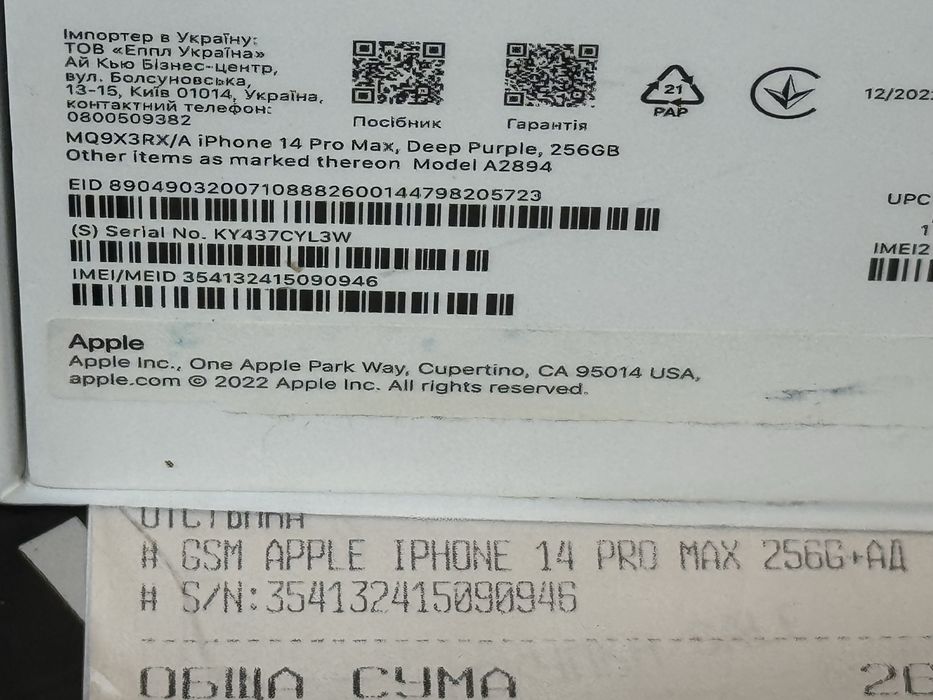 Імпортер в Україну:
ТОВ «Еппл Україна»
Ай Кью Бізнес-центр,
вул. Болсуновська,
13-15, Київ 01014, Україна,
контактний телефон:
0800509382
Посібник
Гарантія
21
PAP
12/202
MQ9X3RX/A iPhone 14 Pro Max, Deep Purple, 256GB
Other items as marked thereon Model A2894
EID 89049032007108882600144798205723
UPC
(S) Serial No. KY437CYL3W
1
IMEI2
IMEI/MEID 354132415090946
Apple
Apple Inc., One Apple Park Way, Cupertino, CA 95014 USA,
apple.com © 2022 Apple Inc. All rights reserved.
# GSM APPLE IPHONE 14 PRO MAX 256G+АД
# S/N:354132415090946
ОБЩА СУМА 26